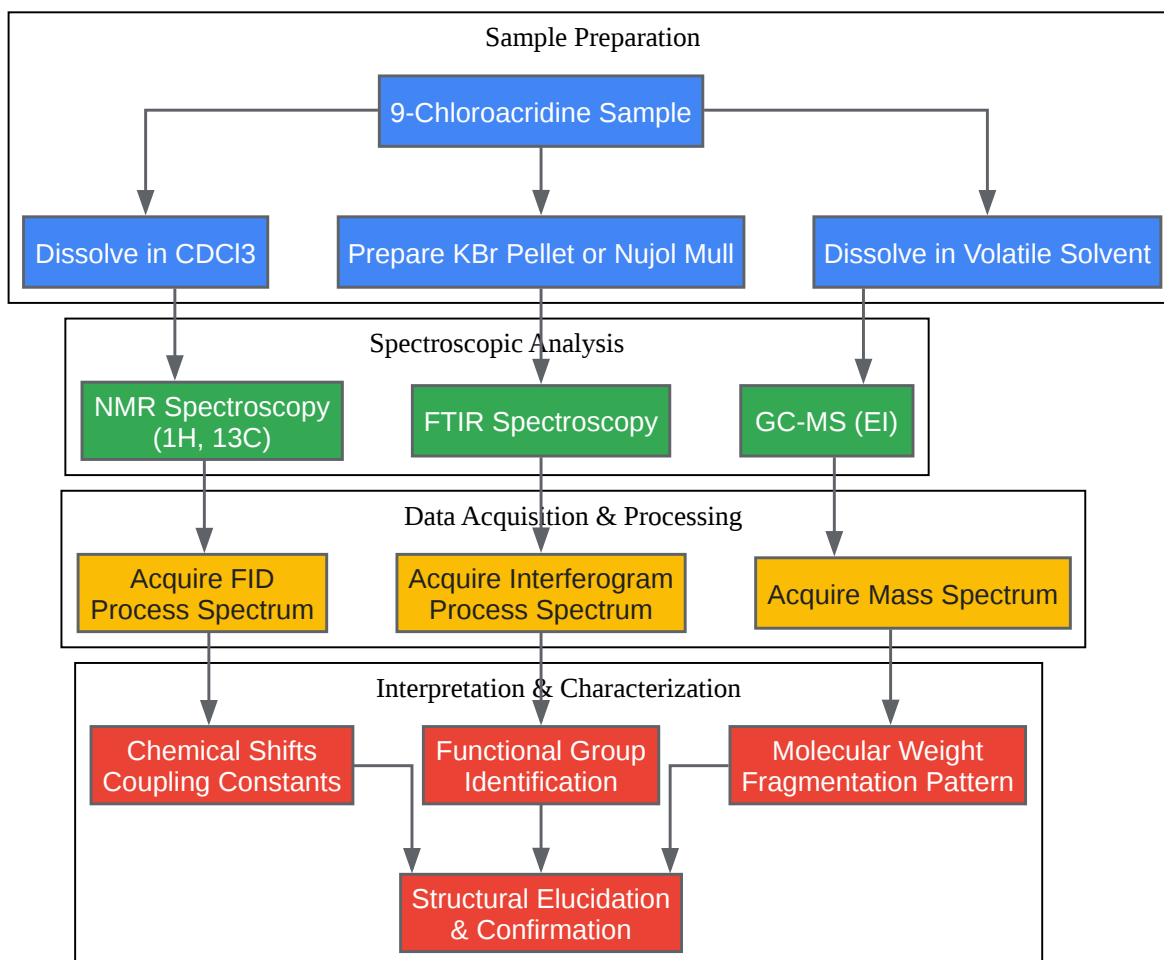 Sample Preparation
9-Chloroacridine Sample
Dissolve in CDCl3
Prepare KBr Pellet or Nujol Mull
Dissolve in Volatile Solvent
Spectroscopic Analysis
NMR Spectroscopy
(1H, 13C)
FTIR Spectroscopy
GC-MS (EI)
Data Acquisition & Processing
Acquire FID
Process Spectrum
Acquire Interferogram
Process Spectrum
Acquire Mass Spectrum
Interpretation & Characterization
Chemical Shifts
Coupling Constants
Functional Group
Identification
Molecular Weight
Fragmentation Pattern
Structural Elucidation
& Confirmation